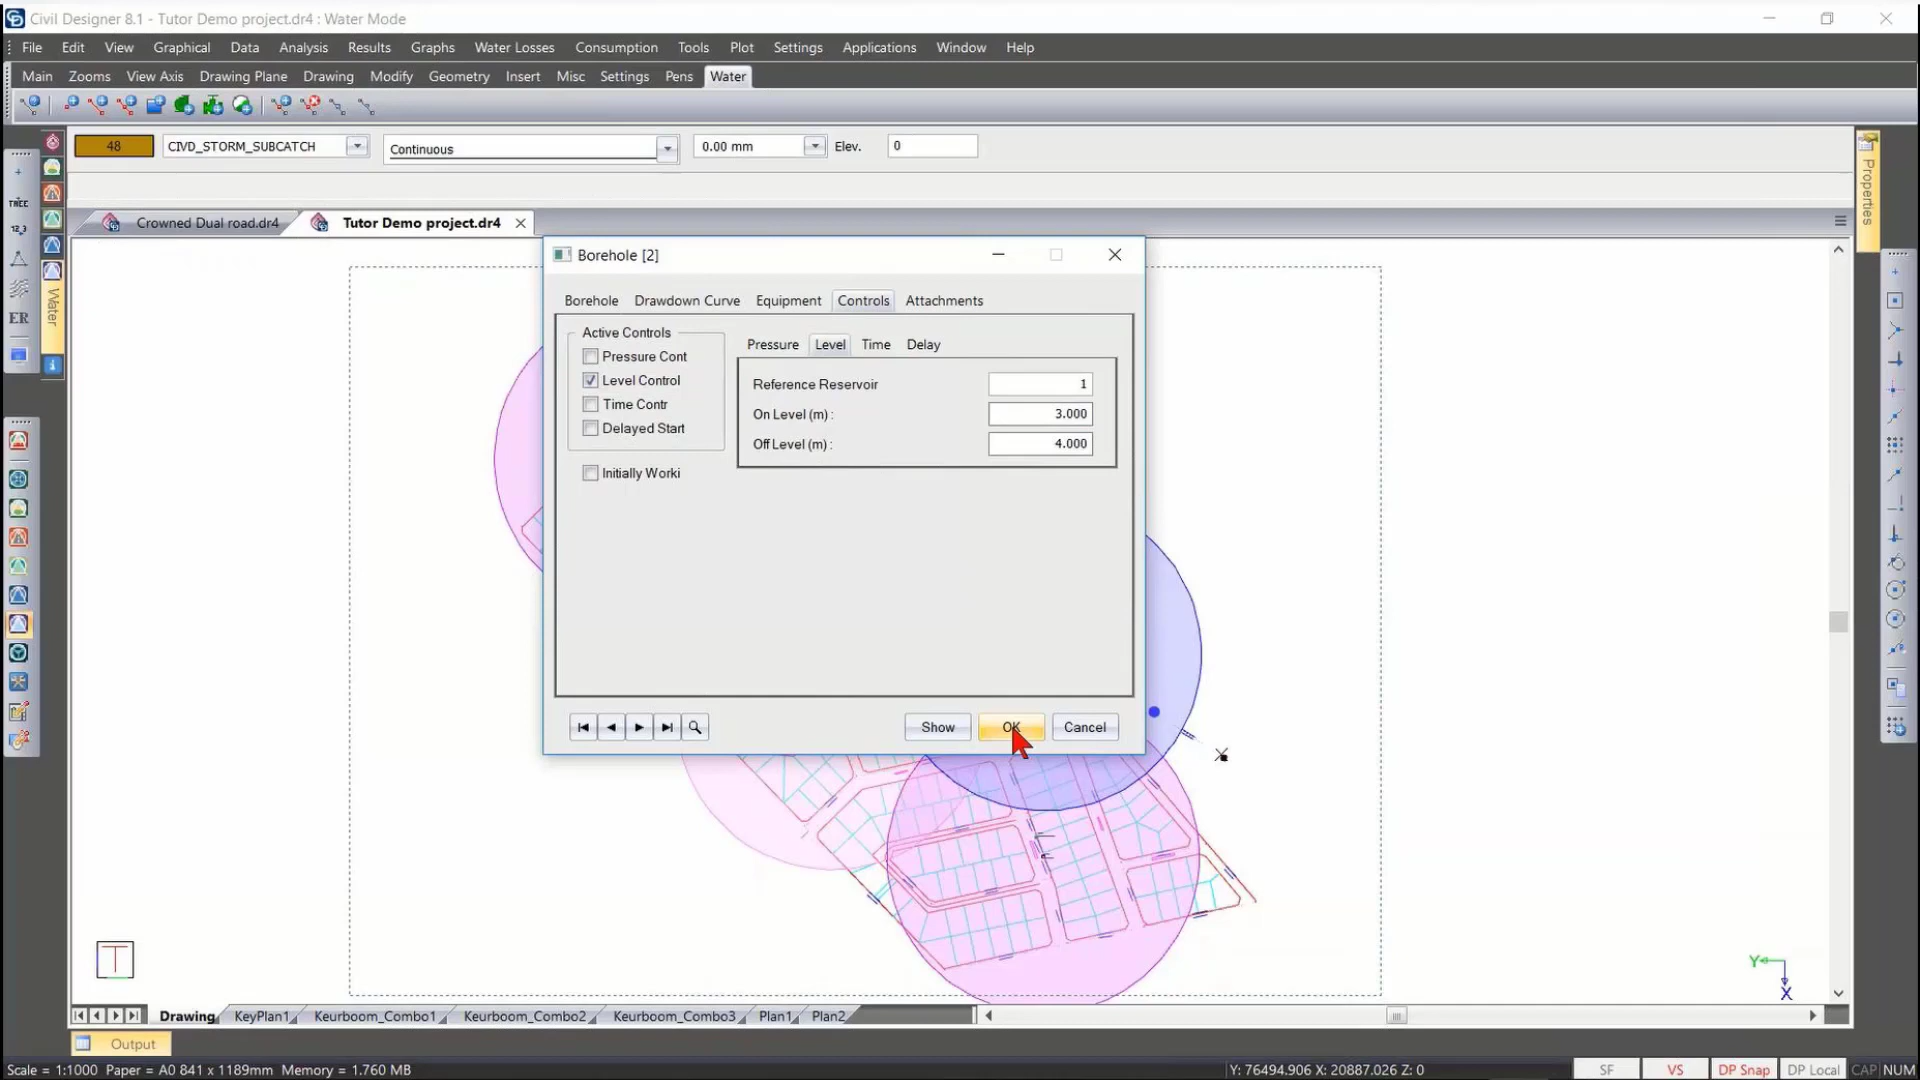 Civil Designer 8.1 - Tutor Demo project.dr4 : Water Mode
File Edit View Graphical Data Analysis Results Graphs Water Losses Consumption Tools Plot Settings Applications Window Help
Main Zooms View Axis Drawing Plane Drawing Modify Geometry Insert Misc Settings Pens Water
48 CIVD_STORM_SUBCATCH Continuous 0.00 mm Elev. 0
Properties
Crowned Dual road.dr4 Tutor Demo project.dr4
TREE
ER
Water
Borehole [2]
Borehole Drawdown Curve Equipment Controls Attachments
Active Controls
Pressure Cont
Level Control
Time Contr
Delayed Start
Initially Worki
Pressure Level Time Delay
Reference Reservoir 1
On Level (m) : 3.000
Off Level (m) : 4.000
Show OK Cancel
T
Y
X
Drawing KeyPlan1 Keurboom_Combo1 Keurboom_Combo2 Keurboom_Combo3 Plan1 Plan2
Output
Scale = 1:1000 Paper = A0 841 x 1189mm Memory = 1.760 MB Y: 76494.906 X: 20887.026 Z: 0 SF VS DP Snap DP Local CAP NUM